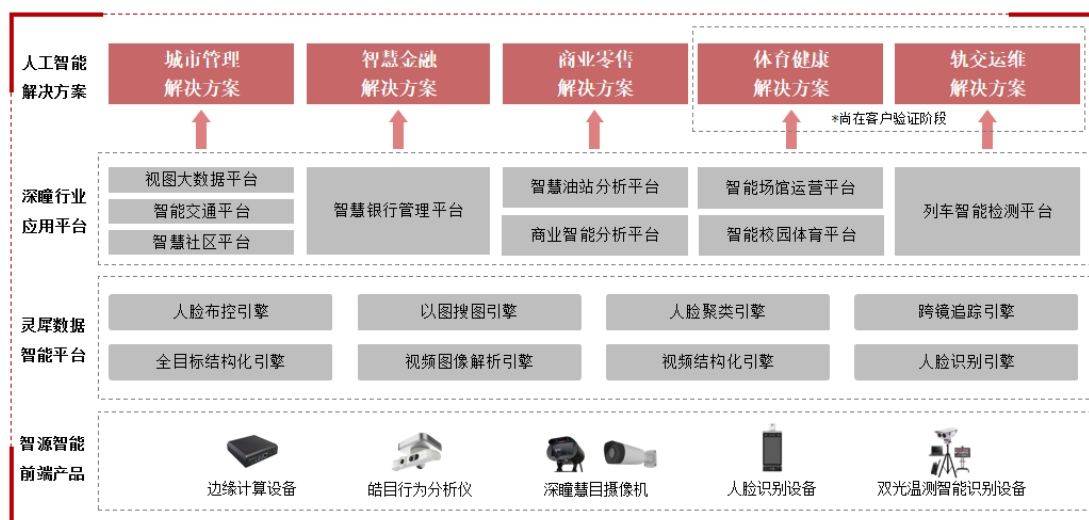 人工智能
解决方案
城市管理
解决方案
智慧金融
解决方案
商业零售
解决方案
体育健康
解决方案
轨交运维
解决方案
*尚在客户验证阶段
深瞳行业
应用平台
视图大数据平台
智能交通平台
智慧社区平台
智慧银行管理平台
智慧油站分析平台
商业智能分析平台
智能场馆运营平台
智能校园体育平台
列车智能检测平台
灵犀数据
智能平台
人脸布控引擎
以图搜图引擎
人脸聚类引擎
跨镜追踪引擎
全目标结构化引擎
视频图像解析引擎
视频结构化引擎
人脸识别引擎
智源智能
前端产品
边缘计算设备
皓目行为分析仪
深瞳慧目摄像机
人脸识别设备
双光温测智能识别设备